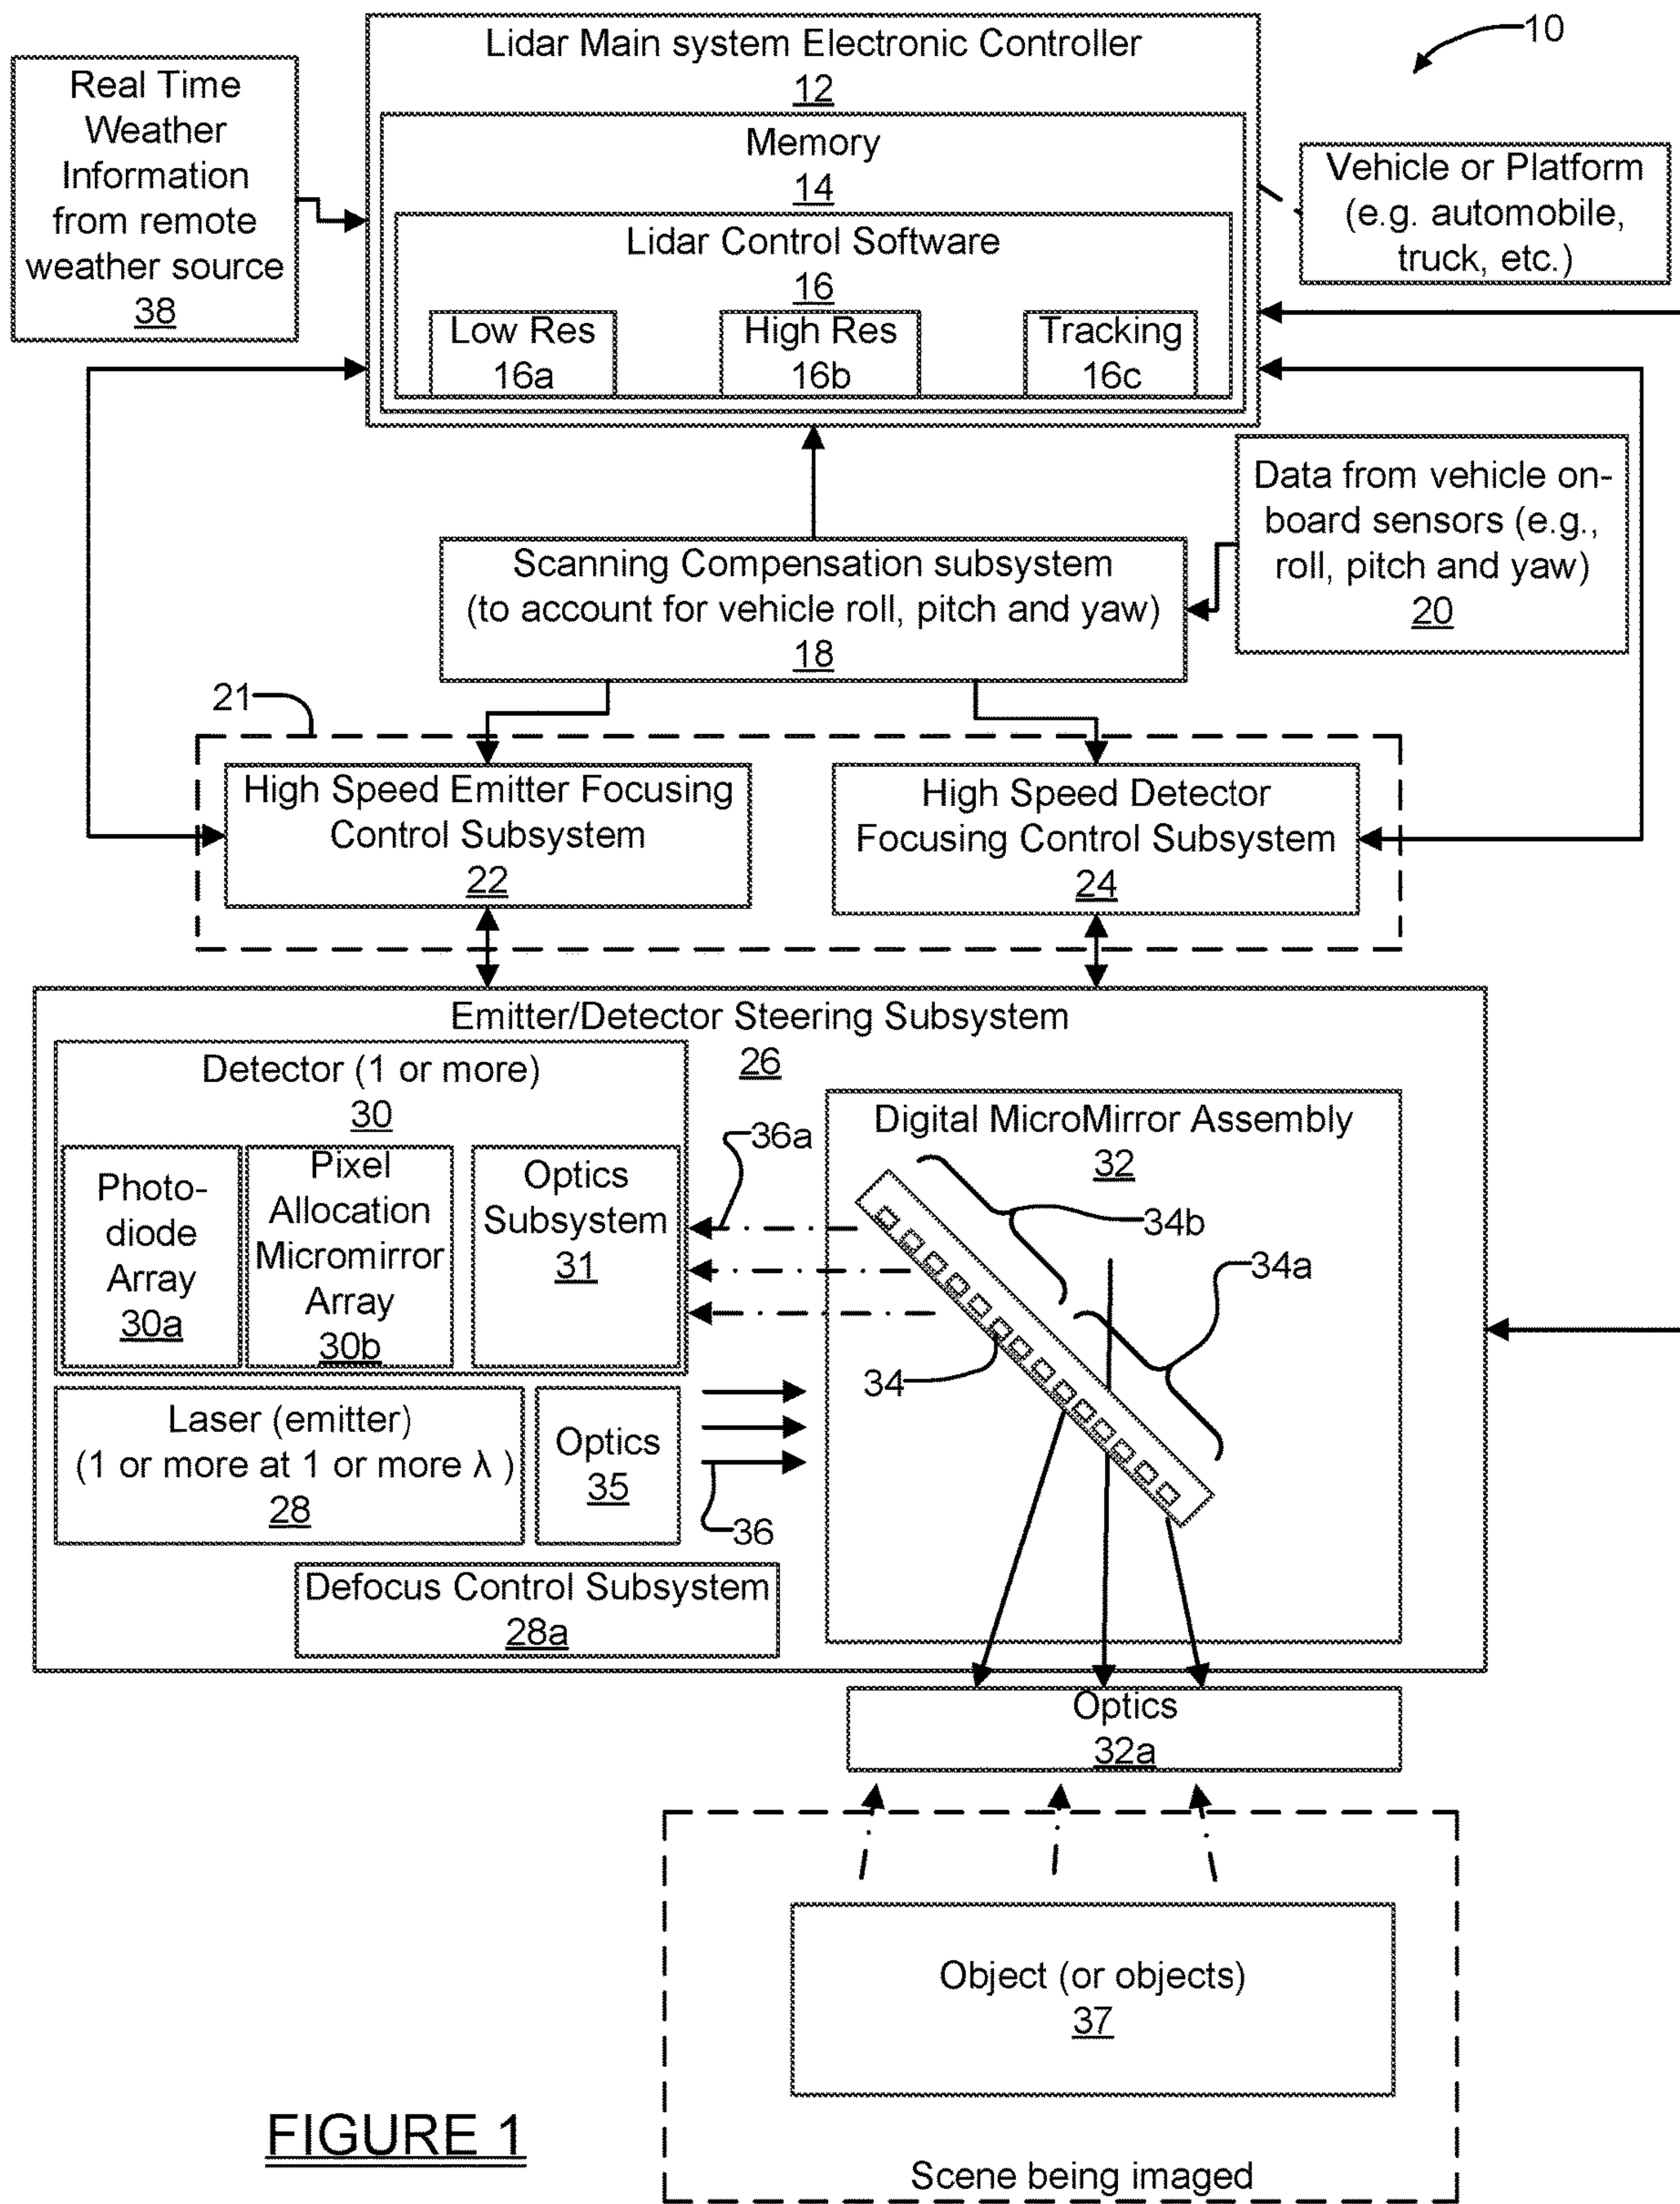 10
Lidar Main system Electronic Controller
12
Real Time
Weather
Information
from remote
weather source
38
Memory
14
Vehicle or Platform
(e.g. automobile,
truck, etc.)
Lidar Control Software
16
Low Res
16a
High Res
16b
Tracking
16c
Data from vehicle on-
board sensors (e.g.,
roll, pitch and yaw)
20
Scanning Compensation subsystem
(to account for vehicle roll, pitch and yaw)
18
21
High Speed Emitter Focusing
Control Subsystem
22
High Speed Detector
Focusing Control Subsystem
24
Emitter/Detector Steering Subsystem
26
Detector (1 or more)
30
Photo-
diode
Array
30a
Pixel
Allocation
Micromirror
Array
30b
Optics
Subsystem
31
36a
Digital MicroMirror Assembly
32
34b
34a
34
Laser (emitter)
(1 or more at 1 or more λ )
28
Optics
35
36
Defocus Control Subsystem
28a
Optics
32a
Object (or objects)
37
Scene being imaged
FIGURE 1